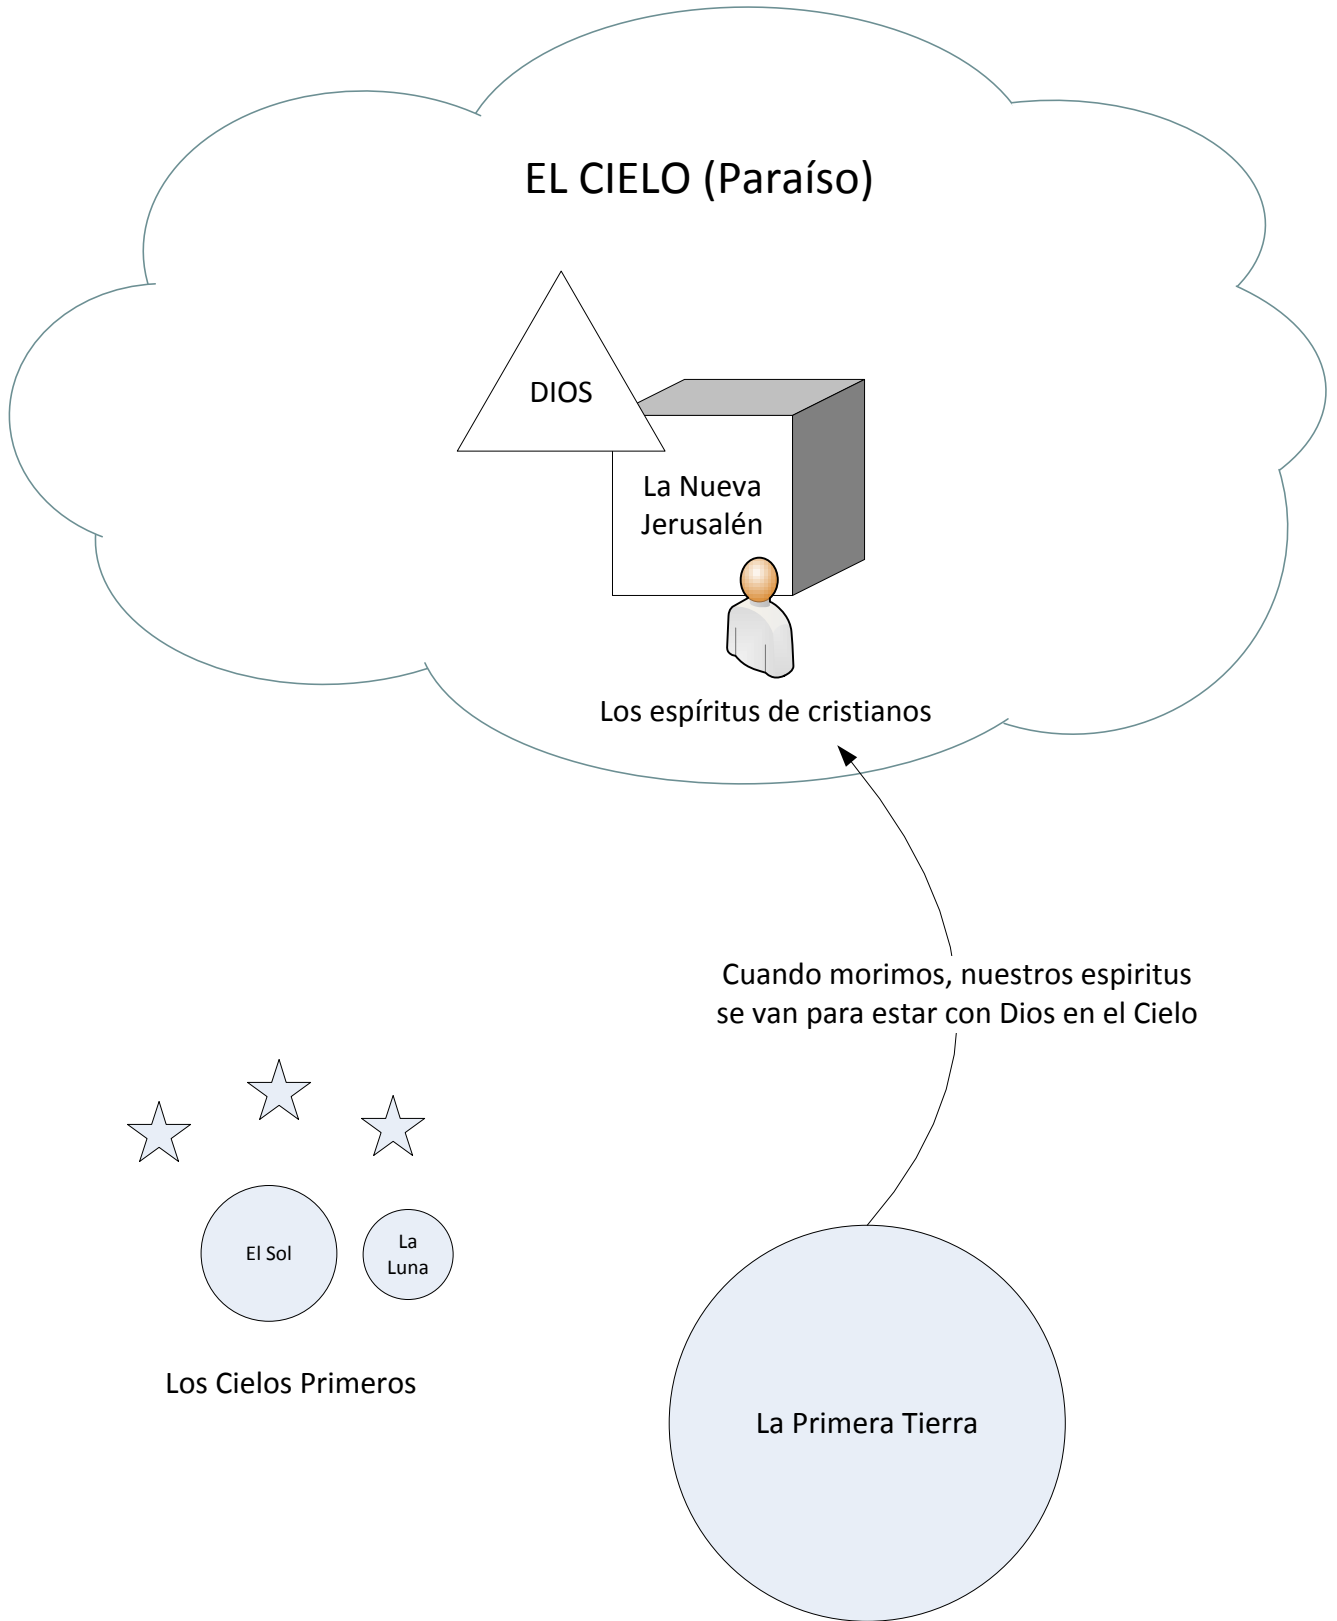 EL CIELO (Paraíso)
DIOS
La Nueva
Jerusalén
Los espíritus de cristianos
Cuando morimos, nuestros espiritus
se van para estar con Dios en el Cielo
El Sol
La
Luna
Los Cielos Primeros
La Primera Tierra